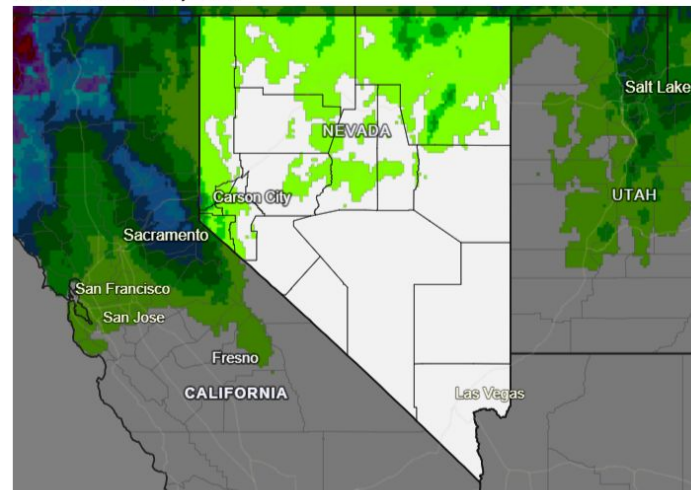 Salt Lake
NEVADA
Carson City
UTAH
Sacramento
San Francisco
San Jose
Fresno
CALIFORNIA
Las Vegas